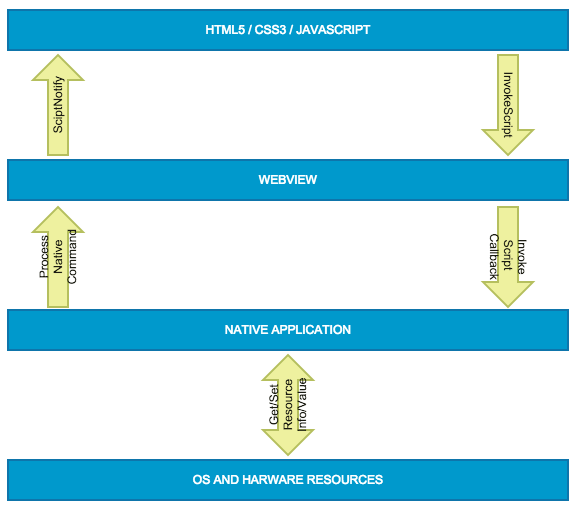 HTML5 / CSS3 / JAVASCRIPT
SciptNotify
InvokeScript
WEBVIEW
Process
Native
Command
Invoke
Script
Callback
NATIVE APPLICATION
Get/Set
Resource
Info/Value
OS AND HARWARE RESOURCES